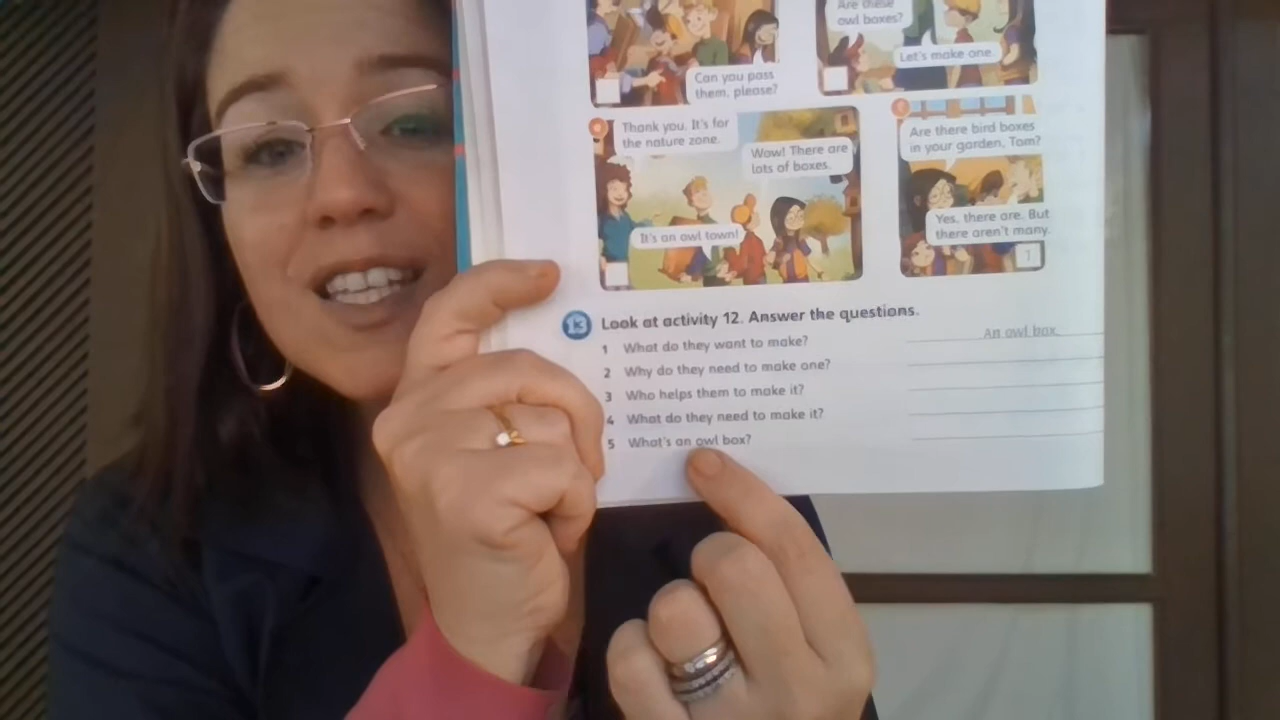 Are these
owl boxes?
Let's make one.
Can you pass
them, please?
Thank you. It's for
the nature zone.
Wow! There are
lots of boxes.
It's an owl town!
Are there bird boxes
in your garden, Tom?
Yes, there are. But
there aren't many.
1
13 Look at activity 12. Answer the questions.
1 What do they want to make? An owl box.
2 Why do they need to make one?
3 Who helps them to make it?
4 What do they need to make it?
5 What's an owl box?